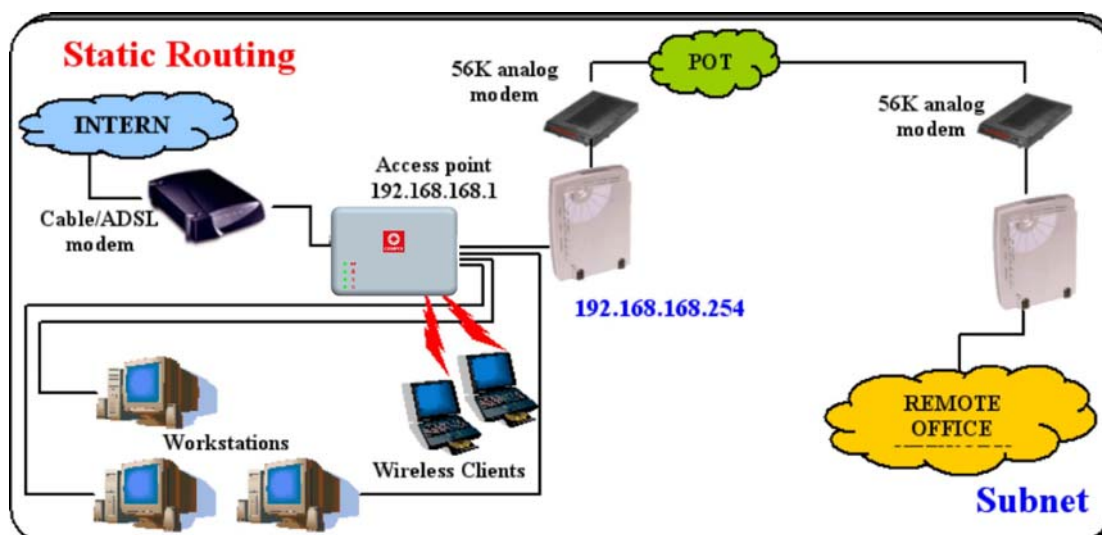 Static Routing
INTERN
Cable/ADSL
modem
Access point
192.168.168.1
56K analog
modem
POT
56K analog
modem
192.168.168.254
Workstations
Wireless Clients
REMOTE
OFFICE
Subnet